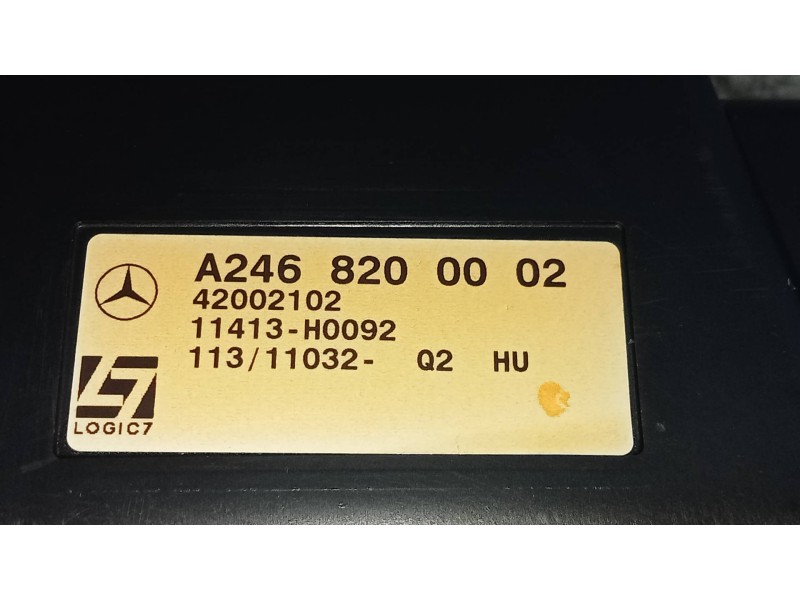 A246 820 00 02
42002102
11413-H0092
113/11032- Q2 HU
LOGIC7